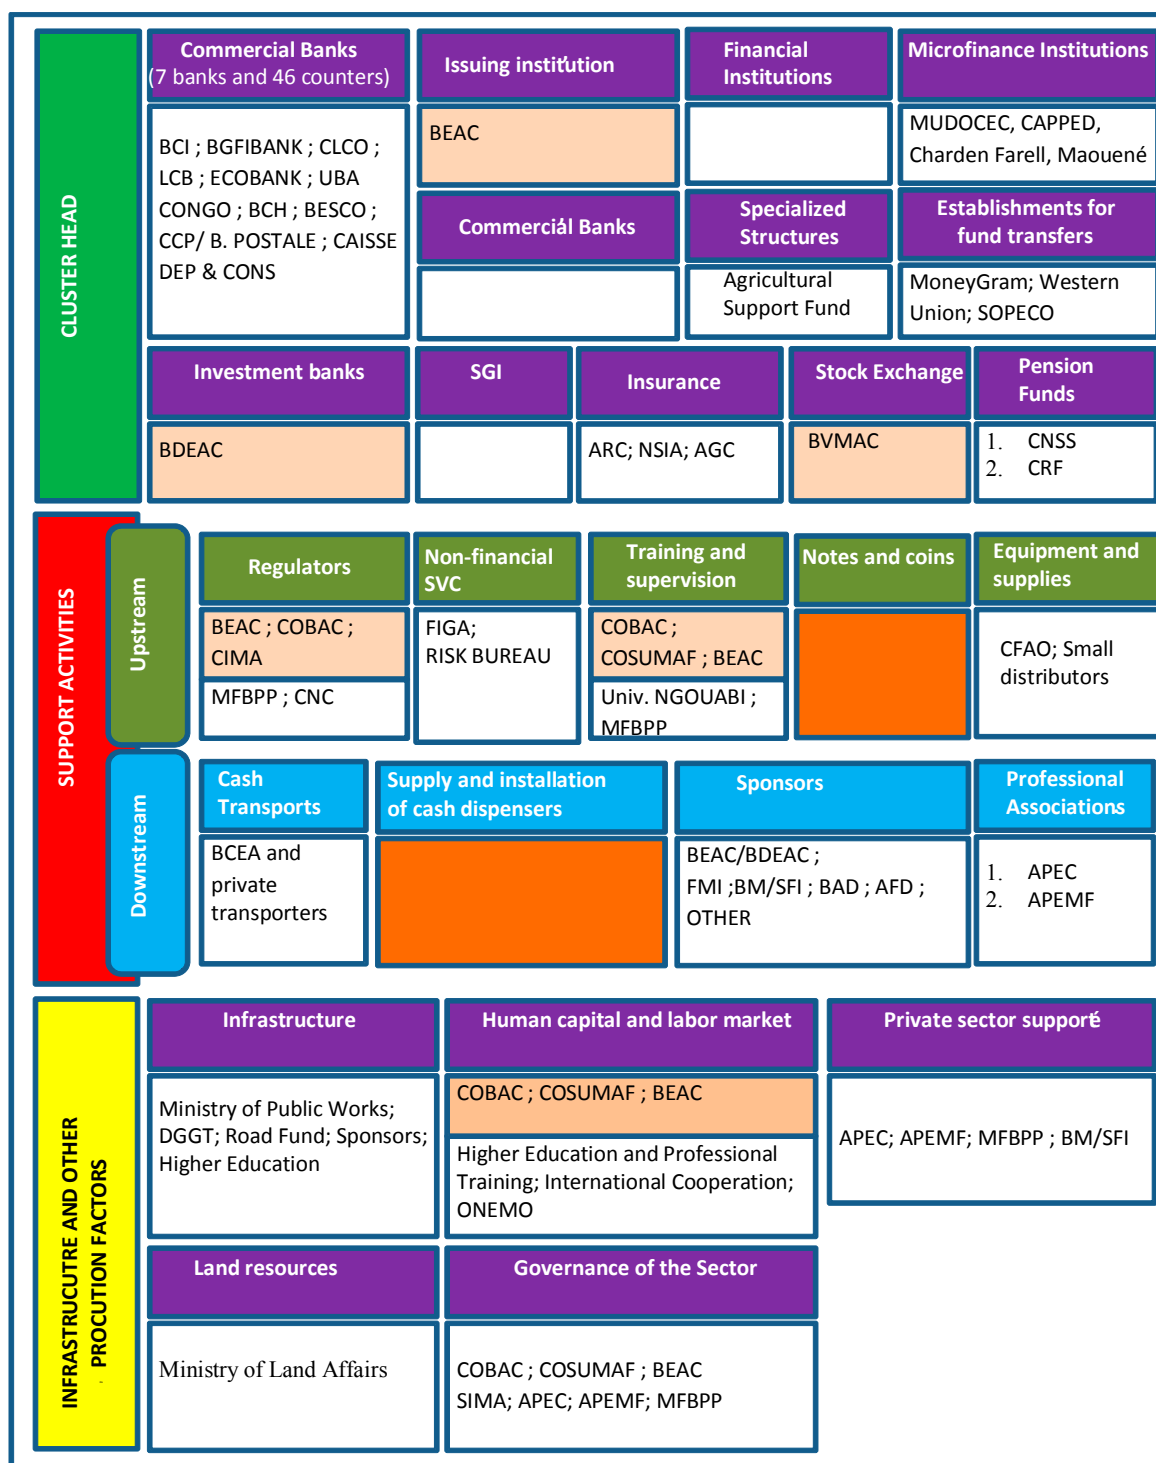 CLUSTER HEAD
Commercial Banks
(7 banks and 46 counters)
BCI ; BGFIBANK ; CLCO ;
LCB ; ECOBANK ; UBA
CONGO ; BCH ; BESCO ;
CCP/ B. POSTALE ; CAISSE
DEP & CONS
Issuing institution
BEAC
Financial
Institutions
Microfinance Institutions
MUDOCEC, CAPPED,
Charden Farell, Maouené
Commercial Banks
Specialized
Structures
Agricultural
Support Fund
Establishments for
fund transfers
MoneyGram; Western
Union; SOPECO
Investment banks
BDEAC
SGI
Insurance
ARC; NSIA; AGC
Stock Exchange
BVMAC
Pension
Funds
1. CNSS
2. CRF
SUPPORT ACTIVITIES
Upstream
Regulators
BEAC ; COBAC ;
CIMA
MFBPP ; CNC
Non-financial
SVC
FIGA;
RISK BUREAU
Training and
supervision
COBAC ;
COSUMAF ; BEAC
Univ. NGOUABI ;
MFBPP
Notes and coins
Equipment and
supplies
CFAO; Small
distributors
Downstream
Cash
Transports
BCEA and
private
transporters
Supply and installation
of cash dispensers
Sponsors
BEAC/BDEAC ;
FMI ;BM/SFI ; BAD ; AFD ;
OTHER
Professional
Associations
1. APEC
2. APEMF
INFRASTRUCUTRE AND OTHER
PROCUTION FACTORS
Infrastructure
Ministry of Public Works;
DGGT; Road Fund; Sponsors;
Higher Education
Human capital and labor market
COBAC ; COSUMAF ; BEAC
Higher Education and Professional
Training; International Cooperation;
ONEMO
Private sector supporté
APEC; APEMF; MFBPP ; BM/SFI
Land resources
Ministry of Land Affairs
Governance of the Sector
COBAC ; COSUMAF ; BEAC
SIMA; APEC; APEMF; MFBPP